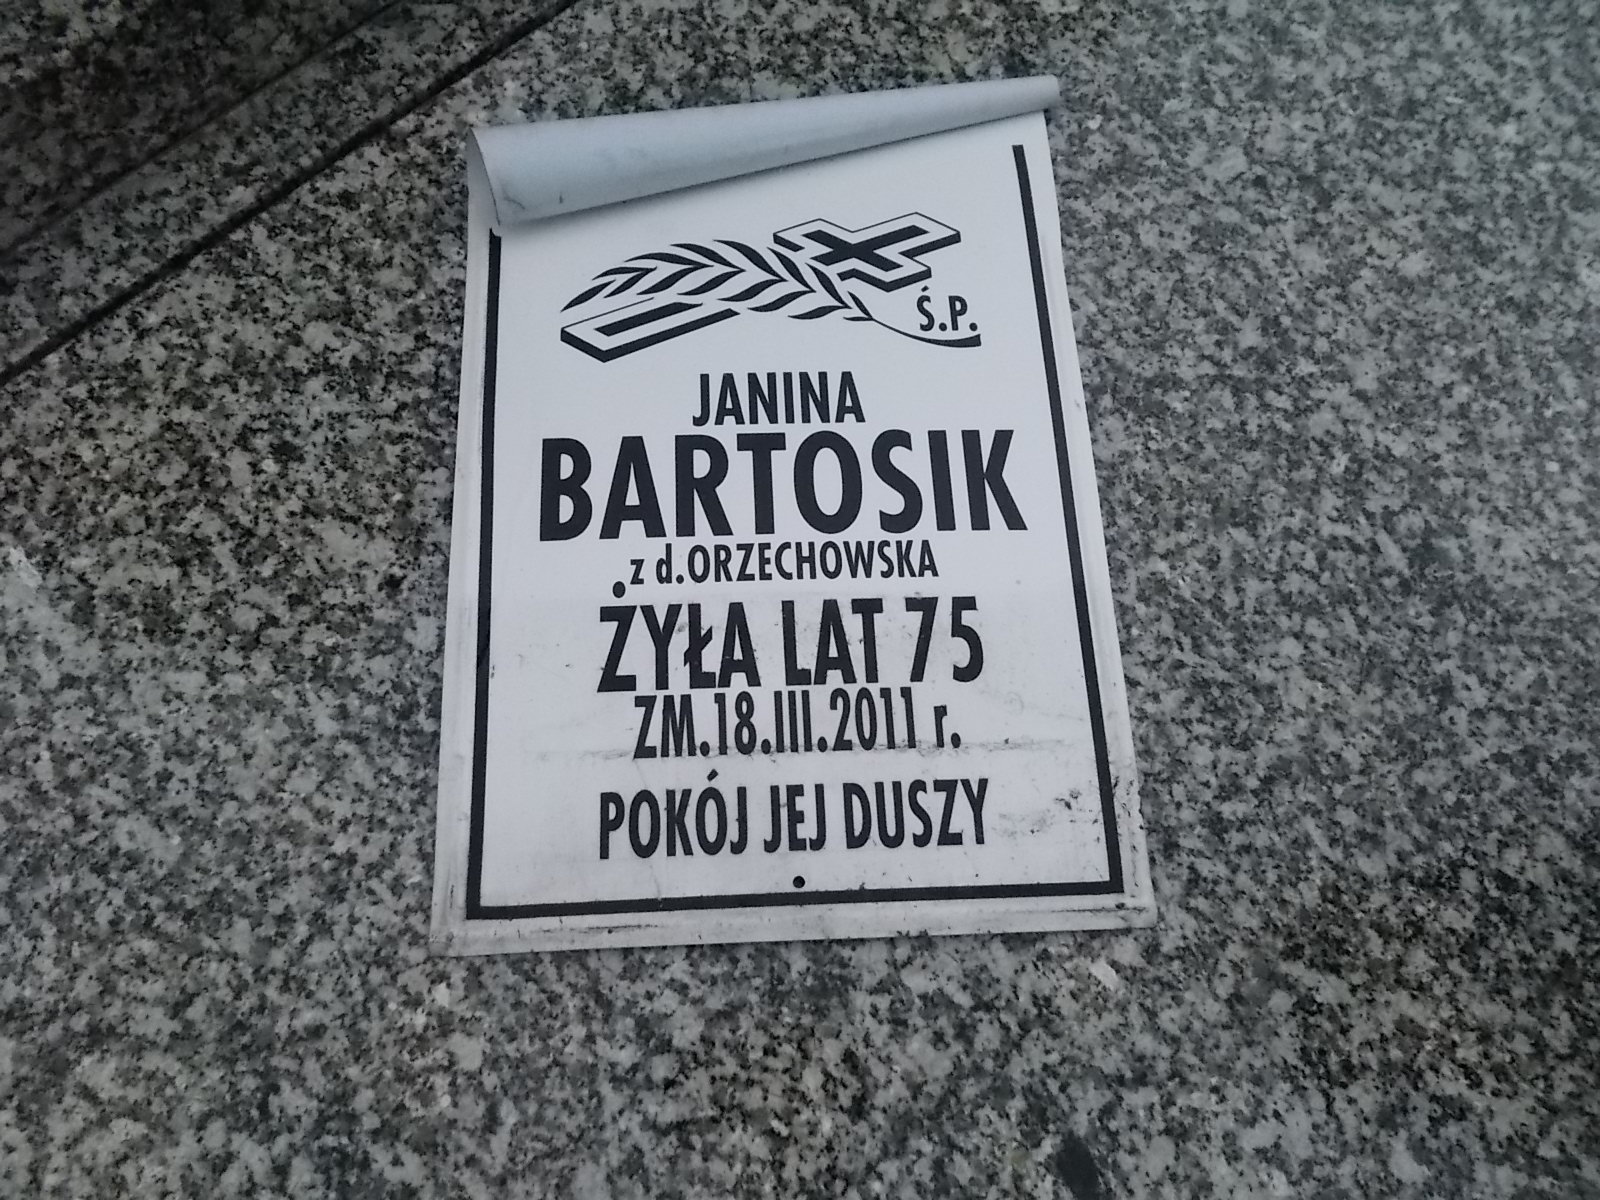 Ś.P.
JANINA
BARTOSIK
z d.ORZECHOWSKA
ŻYŁA LAT 75
ZM.18.III.2011 r.
POKÓJ JEJ DUSZY